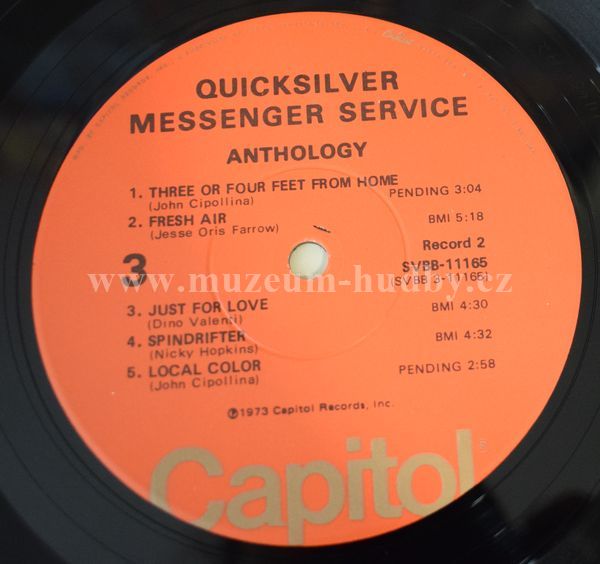 QUICKSILVER
MESSENGER SERVICE
ANTHOLOGY
1. THREE OR FOUR FEET FROM HOME PENDING 3:04
(John Cipollina)
2. FRESH AIR BMI 5:18
(Jesse Oris Farrow)
3
Record 2
SVBB-11165
(SVBB 3-11165)
www.muzeum-hudby.cz
3. JUST FOR LOVE BMI 4:30
(Dino Valenti)
4. SPINDRIFTER BMI 4:32
(Nicky Hopkins)
5. LOCAL COLOR PENDING 2:58
(John Cipollina)
℗1973 Capitol Records, Inc.
Capitol®